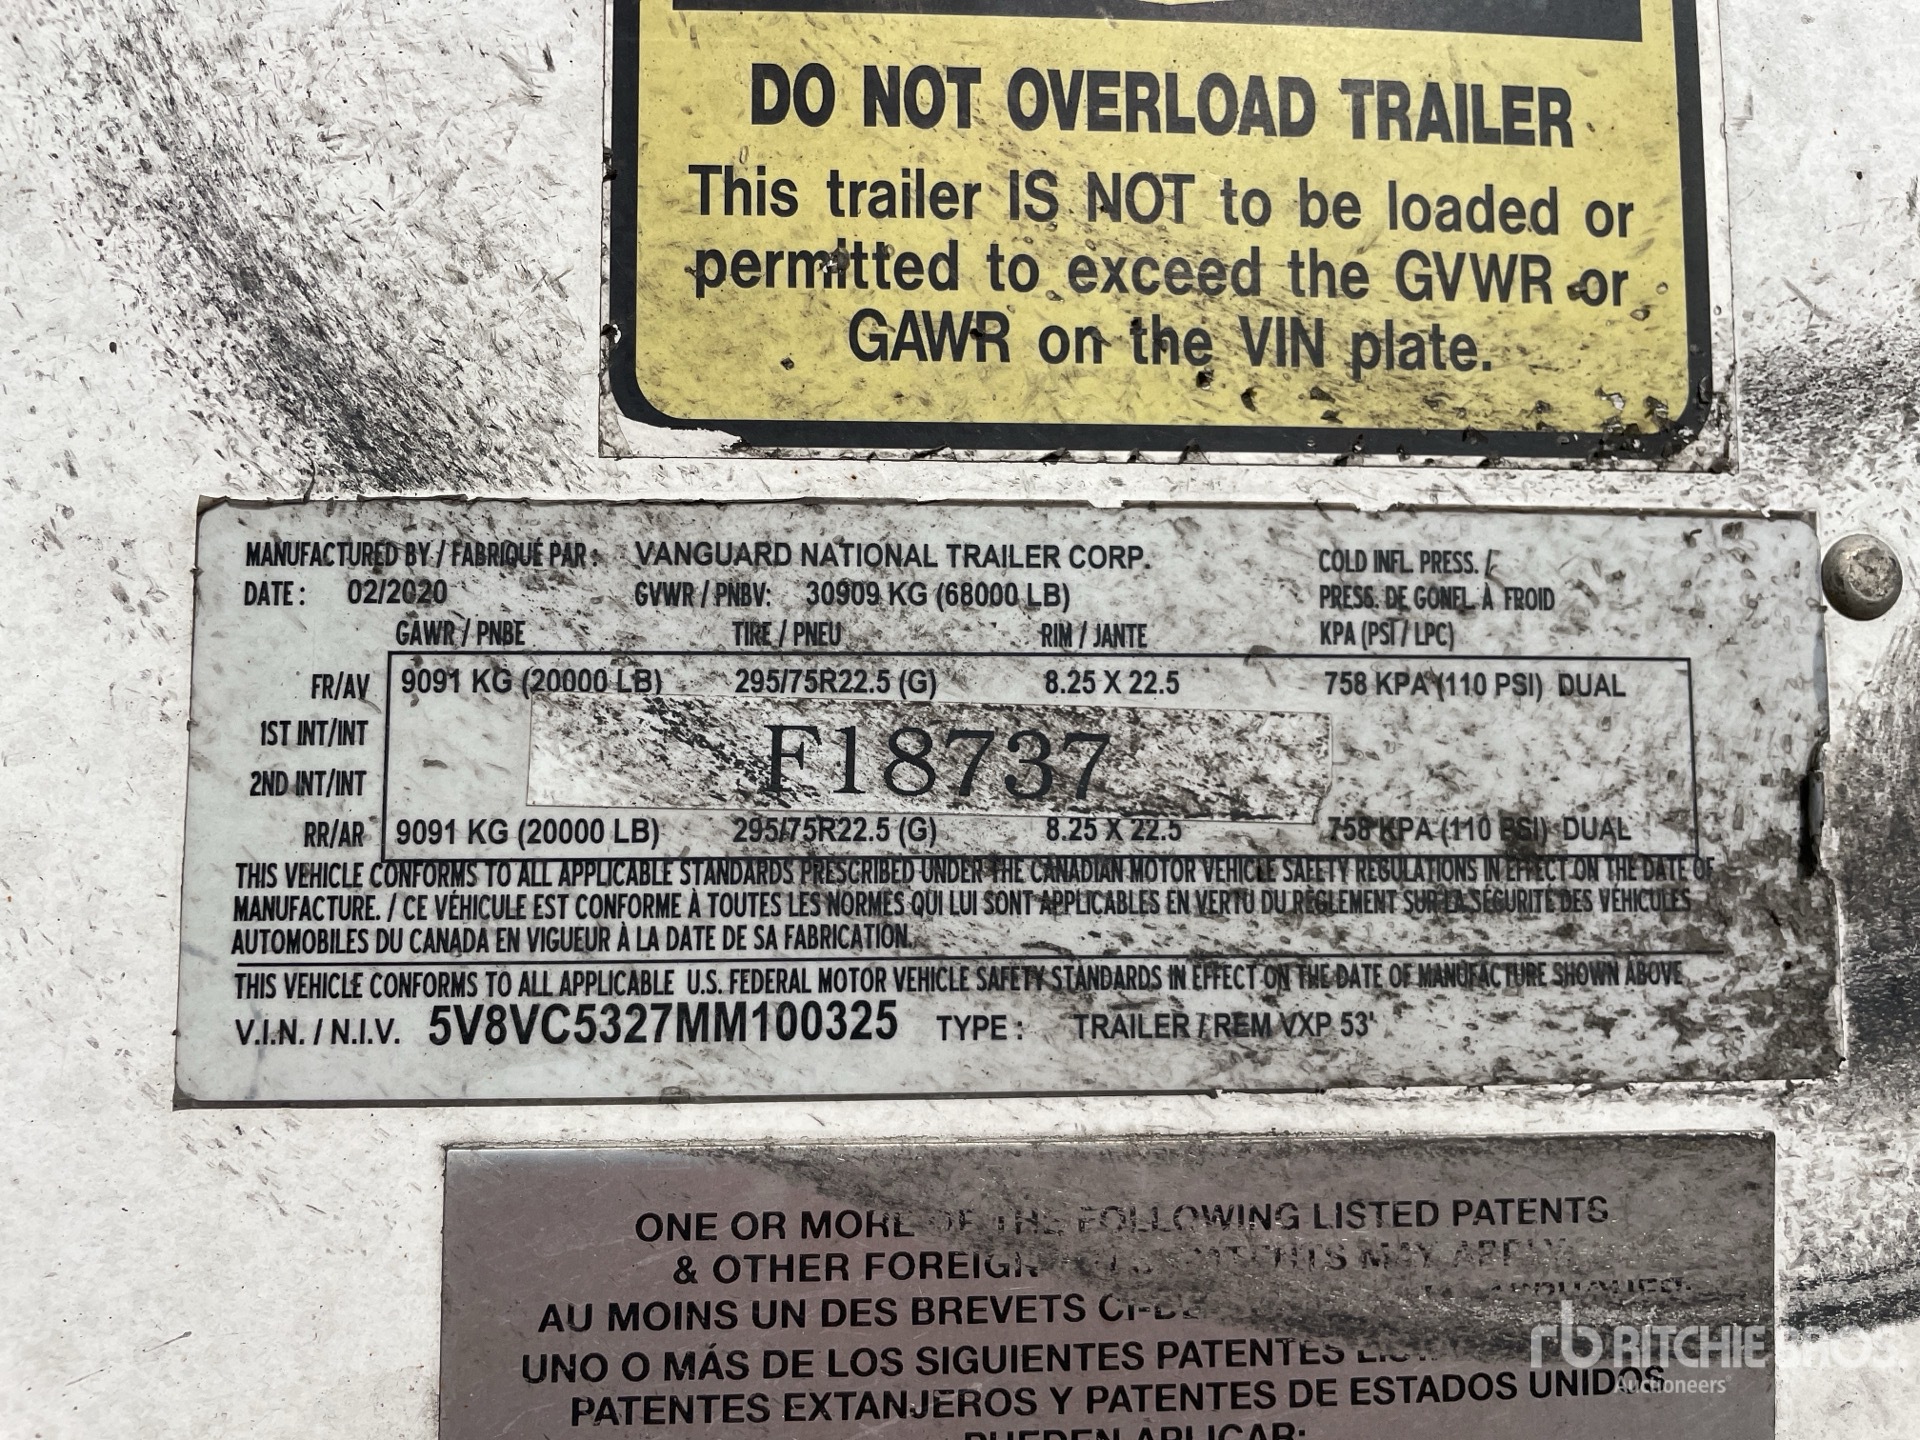 DO NOT OVERLOAD TRAILER
This trailer IS NOT to be loaded or
permitted to exceed the GVWR or
GAWR on the VIN plate.
MANUFACTURED BY / FABRIQUÉ PAR : VANGUARD NATIONAL TRAILER CORP. COLD INFL. PRESS. /
DATE : 02/2020 GVWR / PNBV: 30909 KG (68000 LB) PRESS. DE GONFL. À FROID
GAWR / PNBE TIRE / PNEU RIM / JANTE KPA (PSI / LPC)
FR/AV 9091 KG (20000 LB) 295/75R22.5 (G) 8.25 X 22.5 758 KPA (110 PSI) DUAL
1ST INT/INT
F18737
2ND INT/INT
RR/AR 9091 KG (20000 LB) 295/75R22.5 (G) 8.25 X 22.5 758 KPA (110 PSI) DUAL
THIS VEHICLE CONFORMS TO ALL APPLICABLE STANDARDS PRESCRIBED UNDER THE CANADIAN MOTOR VEHICLE SAFETY REGULATIONS IN EFFECT ON THE DATE OF
MANUFACTURE. / CE VÉHICULE EST CONFORME À TOUTES LES NORMES QUI LUI SONT APPLICABLES EN VERTU DU RÈGLEMENT SUR LA SÉCURITÉ DES VÉHICULES
AUTOMOBILES DU CANADA EN VIGUEUR À LA DATE DE SA FABRICATION.
THIS VEHICLE CONFORMS TO ALL APPLICABLE U.S. FEDERAL MOTOR VEHICLE SAFETY STANDARDS IN EFFECT ON THE DATE OF MANUFACTURE SHOWN ABOVE
V.I.N. / N.I.V. 5V8VC5327MM100325 TYPE : TRAILER / REM VXP 53'
ONE OR MORE OF THE FOLLOWING LISTED PATENTS
& OTHER FOREIGN PATENTS MAY APPLY
AU MOINS UN DES BREVETS
UNO O MÁS DE LOS SIGUIENTES PATENTES
PATENTES EXTANJEROS Y PATENTES DE ESTADOS UNIDOS
PUEDEN APLICAR:
rb RITCHIE BROS
Auctioneers